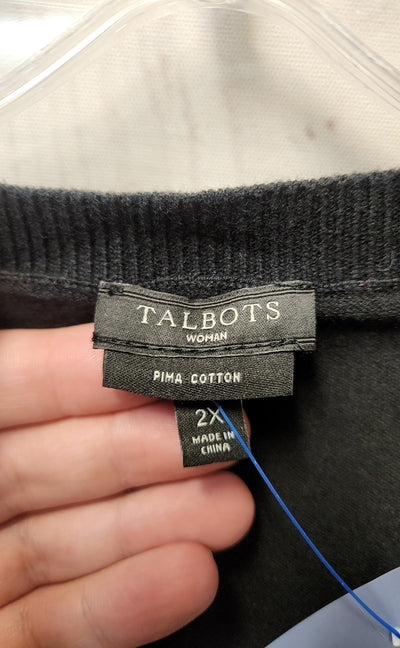 TALBOTS
WOMAN
PIMA COTTON
2X
MADE IN
CHINA